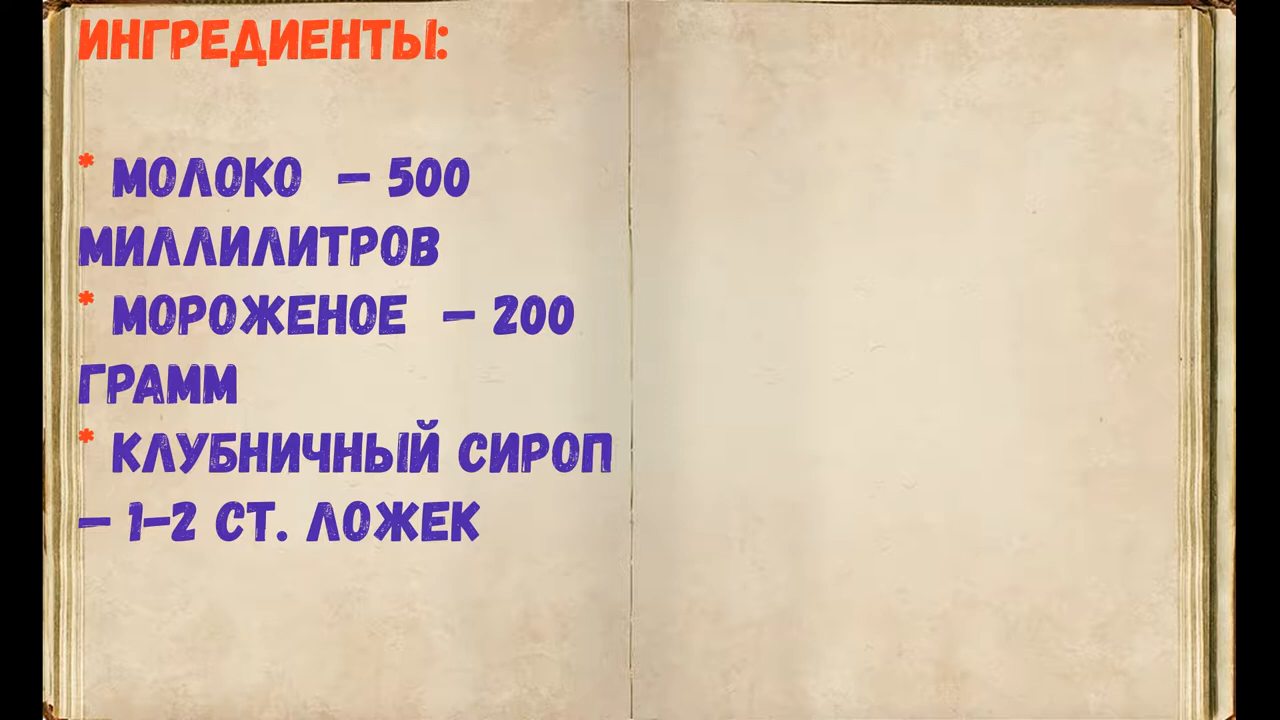 ИНГРЕДИЕНТЫ:
* МОЛОКО – 500
МИЛЛИЛИТРОВ
* МОРОЖЕНОЕ – 200
ГРАММ
* КЛУБНИЧНЫЙ СИРОП
– 1-2 СТ. ЛОЖЕК